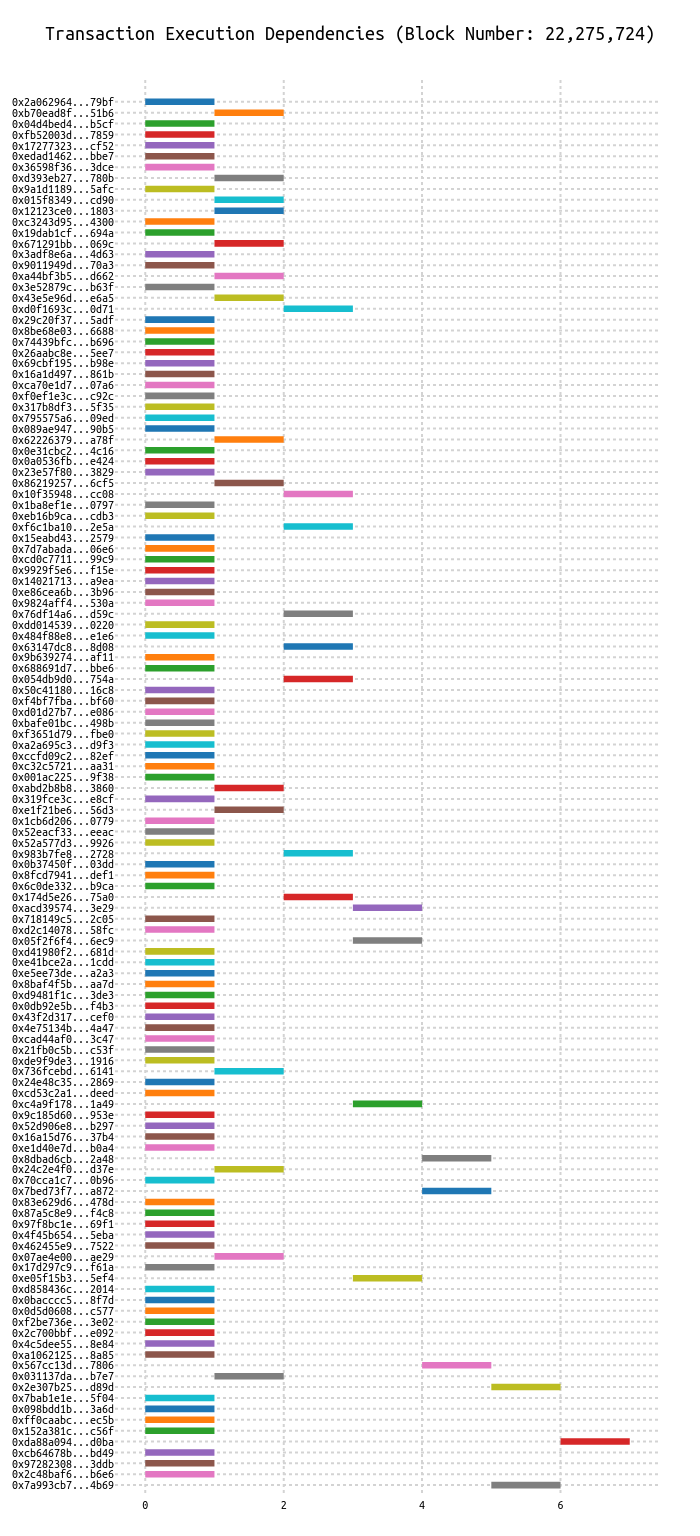 Transaction Execution Dependencies (Block Number: 22,275,724)
0x2a062964...79bf
0xb70ead8f...51b6
0x04d4bed4...b5cf
0xfb52003d...7859
0x17277323...cf52
0xedad1462...bbe7
0x36598f36...3dce
0xd393eb27...780b
0x9a1d1189...5afc
0x015f8349...cd90
0x12123ce0...1803
0xc3243d95...4300
0x19dab1cf...694a
0x671291bb...069c
0x3adf8e6a...4d63
0x9011949d...70a3
0xa44bf3b5...d662
0x3e52879c...b63f
0x43e5e96d...e6a5
0xd0f1693c...0d71
0x29c20f37...5adf
0x8be68e03...6688
0x74439bfc...b696
0x26aabc8e...5ee7
0x69cbf195...b98e
0x16a1d497...861b
0xca70e1d7...07a6
0xf0ef1e3c...c92c
0x317b8df3...5f35
0x795575a6...09ed
0x089ae947...90b5
0x62226379...a78f
0x0e31cbc2...4c16
0x0a0536fb...e424
0x23e57f80...3829
0x86219257...6cf5
0x10f35948...cc08
0x1ba8ef1e...0797
0xeb16b9ca...cdb3
0xf6c1ba10...2e5a
0x15eabd43...2579
0x7d7abada...06e6
0xcd0c7711...99c9
0x9929f5e6...f15e
0x14021713...a9ea
0xe86cea6b...3b96
0x9824aff4...530a
0x76df14a6...d59c
0xdd014539...0220
0x484f88e8...e1e6
0x63147dc8...8d08
0x9b639274...af11
0x688691d7...bbe6
0x054db9d0...754a
0x50c41180...16c8
0xf4bf7fba...bf60
0xd01d27b7...e086
0xbafe01bc...498b
0xf3651d79...fbe0
0xa2a695c3...d9f3
0xccfd09c2...82ef
0xc32c5721...aa31
0x001ac225...9f38
0xabd2b8b8...3860
0x319fce3c...e8cf
0xe1f21be6...56d3
0x1cb6d206...0779
0x52eacf33...eeac
0x52a577d3...9926
0x983b7fe8...2728
0x0b37450f...03dd
0x8fcd7941...def1
0x6c0de332...b9ca
0x174d5e26...75a0
0xacd39574...3e29
0x718149c5...2c05
0xd2c14078...58fc
0x05f2f6f4...6ec9
0xd41980f2...681d
0xe41bce2a...1cdd
0xe5ee73de...a2a3
0x8baf4f5b...aa7d
0xd9481f1c...3de3
0x0db92e5b...f4b3
0x43f2d317...cef0
0x4e75134b...4a47
0xcad44af0...3c47
0x21fb0c5b...c53f
0xde9f9de3...1916
0x736fcebd...6141
0x24e48c35...2869
0xcd53c2a1...deed
0xc4a9f178...1a49
0x9c185d60...953e
0x52d906e8...b297
0x16a15d76...37b4
0xe1d40e7d...b0a4
0x8dbad6cb...2a48
0x24c2e4f0...d37e
0x70cca1c7...0b96
0x7bed73f7...a872
0x83e629d6...478d
0x87a5c8e9...f4c8
0x97f8bc1e...69f1
0x4f45b654...5eba
0x462455e9...7522
0x07ae4e00...ae29
0x17d297c9...f61a
0xe05f15b3...5ef4
0xd858436c...2014
0x0bacccc5...8f7d
0x0d5d0608...c577
0xf2be736e...3e02
0x2c700bbf...e092
0x4c5dee55...8e84
0xa1062125...8a85
0x567cc13d...7806
0x031137da...b7e7
0x2e307b25...d89d
0x7bab1e1e...5f04
0x098bdd1b...3a6d
0xff0caabc...ec5b
0x152a381c...c56f
0xda88a094...d0ba
0xcb64678b...bd49
0x97282308...3ddb
0x2c48baf6...b6e6
0x7a993cb7...4b69
0 2 4 6